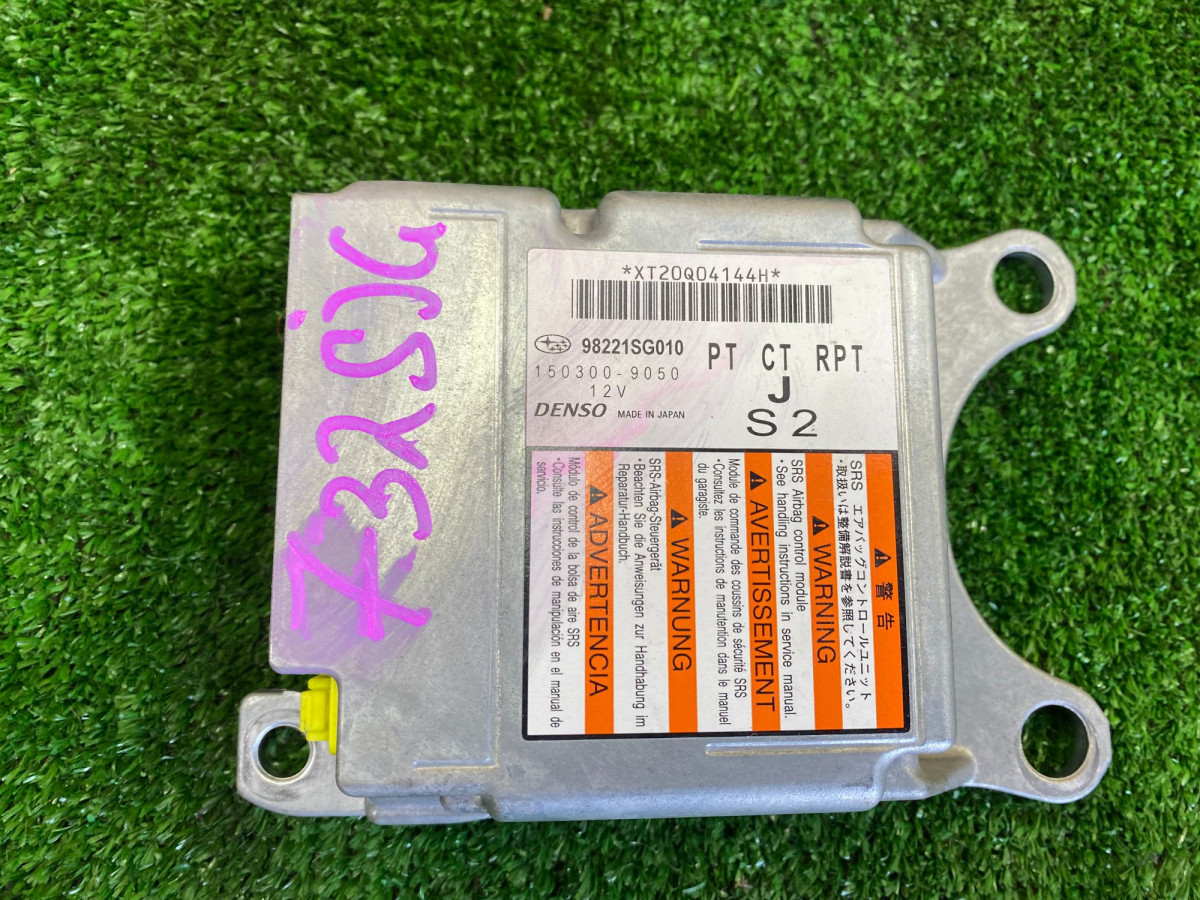 *XT20Q04144H*
98221SG010
PT CT RPT
150300-9050
12V
J
DENSO MADE IN JAPAN
S2
警告
SRS エアバッグコントロールユニット
・取扱いは整備解説書を参照してください。
WARNING
SRS Airbag control module
・See handling instructions in service manual.
AVERTISSEMENT
Module de commande des coussins de sécurité SRS
・Consultez les instructions de manutention dans le manuel
du garagiste.
WARNUNG
SRS-Airbag-Steuergerät
・Beachten Sie die Anweisungen zur Handhabung im
Reparatur-Handbuch.
ADVERTENCIA
Módulo de control de la bolsa de aire SRS
・Consulte las instrucciones de manipulación en el manual de
servicio.